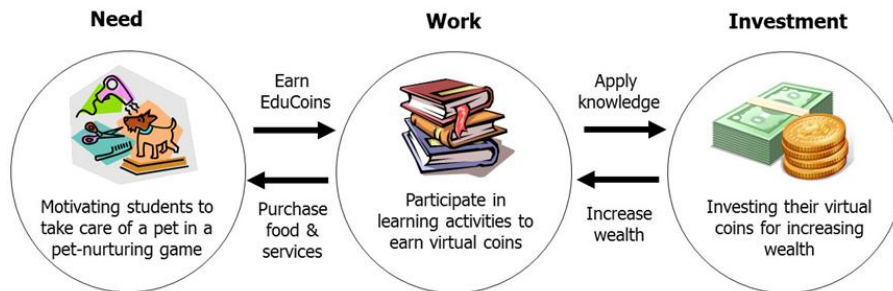 Need
Work
Investment
Earn
EduCoins
Purchase
food &
services
Apply
knowledge
Increase
wealth
Motivating students to
take care of a pet in a
pet-nurturing game
Participate in
learning activities to
earn virtual coins
Investing their virtual
coins for increasing
wealth